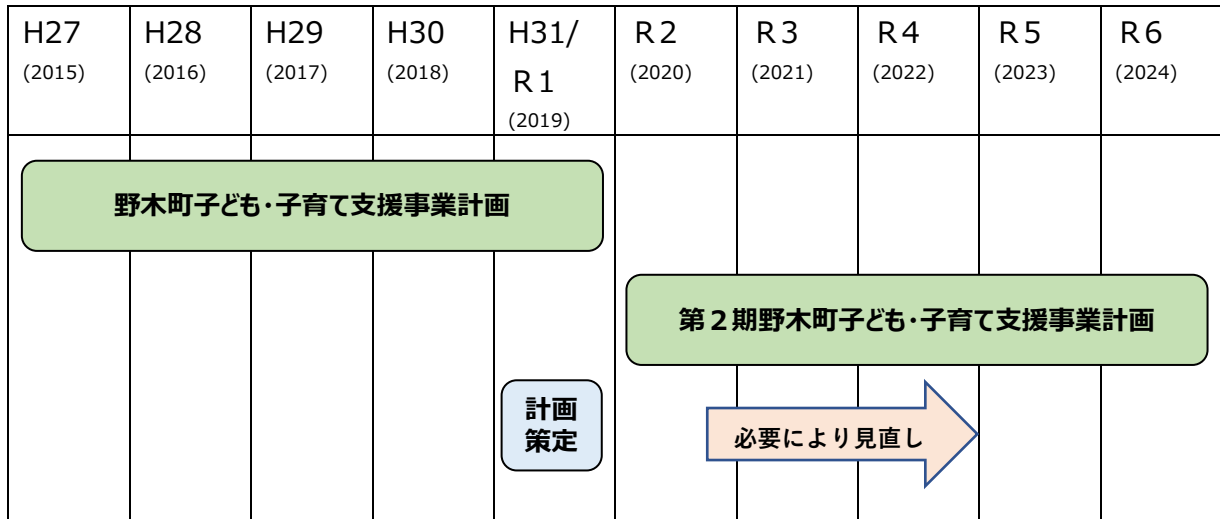 H27 H28 H29 H30 H31/ R2 R3 R4 R5 R6
R1
(2015) (2016) (2017) (2018) (2019) (2020) (2021) (2022) (2023) (2024)
野木町子ども・子育て支援事業計画
第2期野木町子ども・子育て支援事業計画
計画
策定
必要により見直し